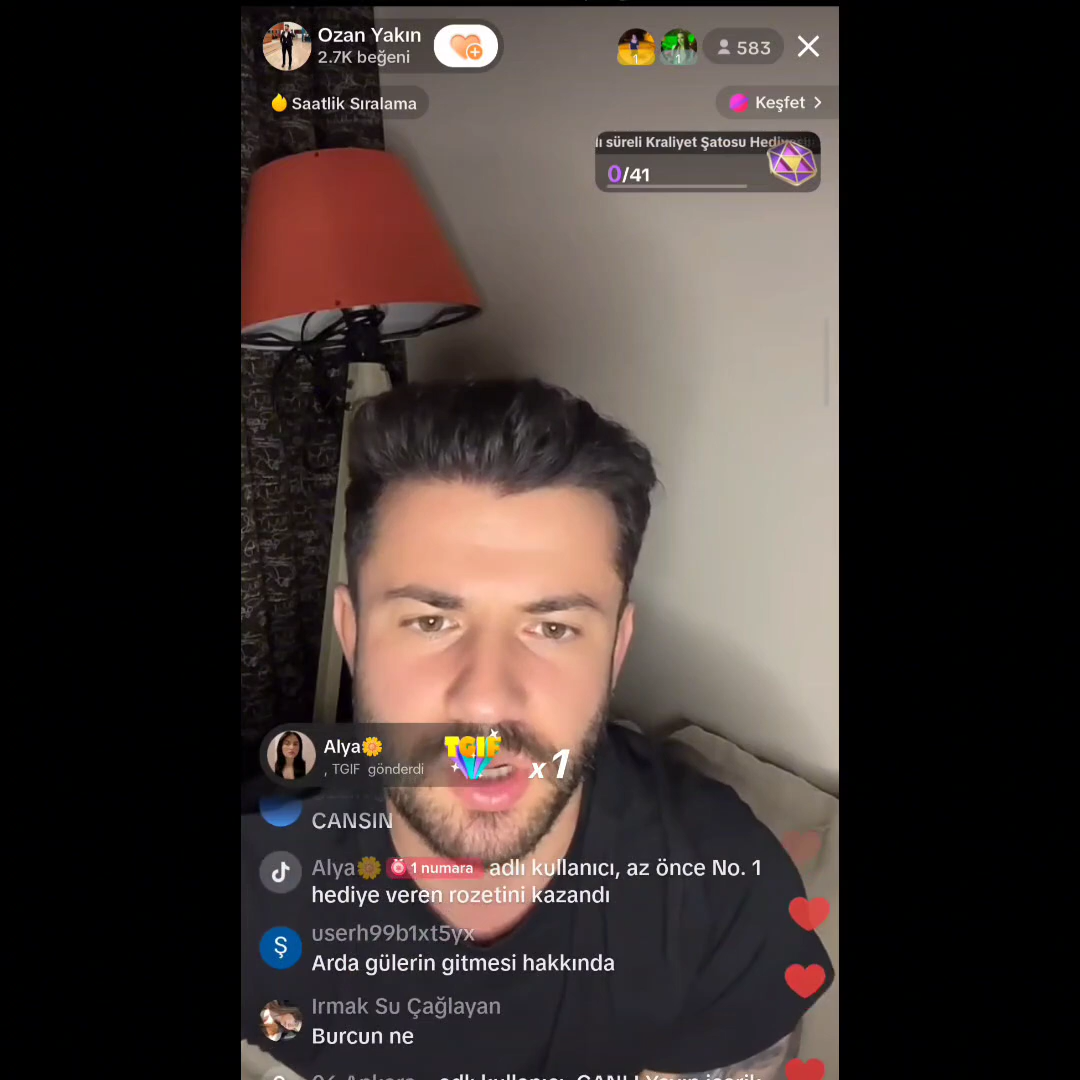 Ozan Yakın
2.7K beğeni
1
1
583
Saatlik Sıralama
Keşfet
süreli Kraliyet Şatosu
0/41
Alya
, TGIF gönderdi
TGIF
x1
CANSIN
Alya 1 numara adlı kullanıcı, az önce No. 1
hediye veren rozetini kazandı
Ş
userh99b1xt5yx
Arda gülerin gitmesi hakkında
Irmak Su Çağlayan
Burcun ne